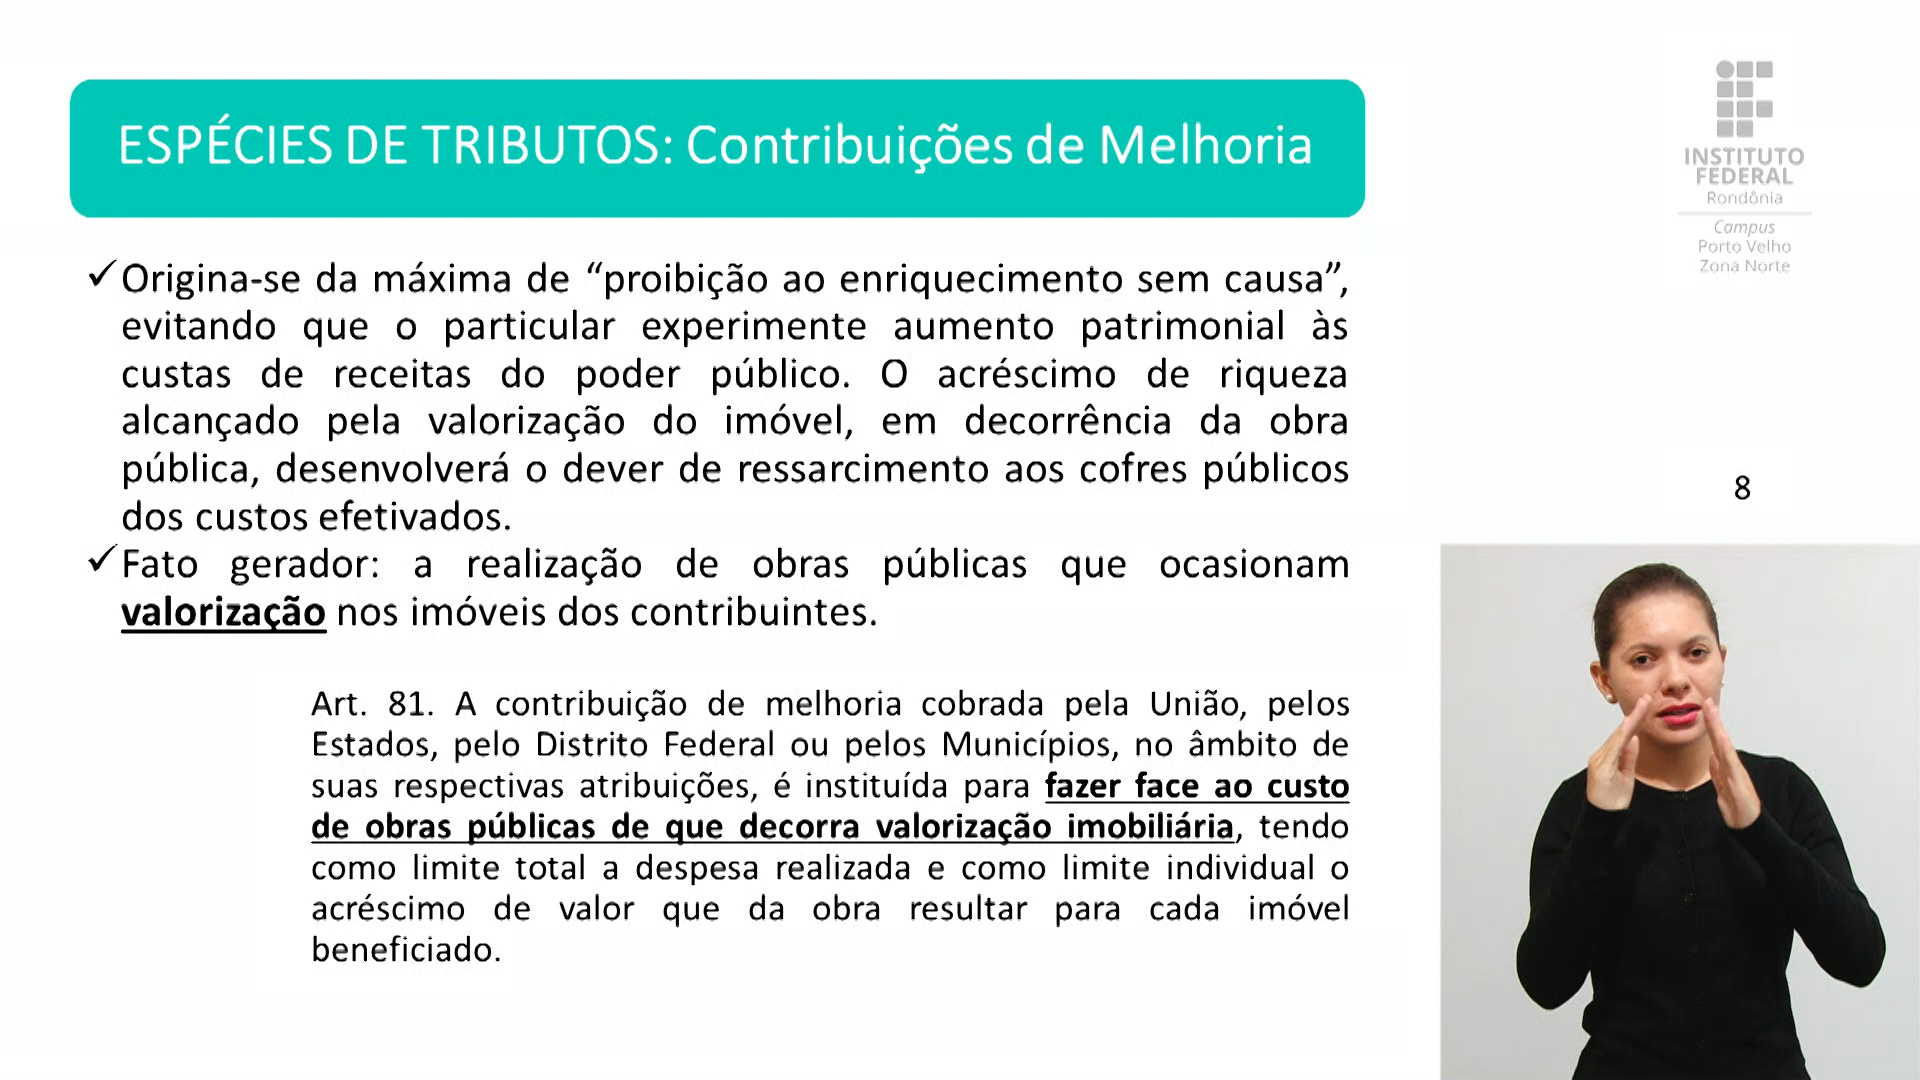 ESPÉCIES DE TRIBUTOS: Contribuições de Melhoria
INSTITUTO
FEDERAL
Rondônia
Campus
Porto Velho
Zona Norte
✓Origina-se da máxima de “proibição ao enriquecimento sem causa”,
evitando que o particular experimente aumento patrimonial às
custas de receitas do poder público. O acréscimo de riqueza
alcançado pela valorização do imóvel, em decorrência da obra
pública, desenvolverá o dever de ressarcimento aos cofres públicos
dos custos efetivados.
✓Fato gerador: a realização de obras públicas que ocasionam
valorização nos imóveis dos contribuintes.
8
Art. 81. A contribuição de melhoria cobrada pela União, pelos
Estados, pelo Distrito Federal ou pelos Municípios, no âmbito de
suas respectivas atribuições, é instituída para fazer face ao custo
de obras públicas de que decorra valorização imobiliária, tendo
como limite total a despesa realizada e como limite individual o
acréscimo de valor que da obra resultar para cada imóvel
beneficiado.